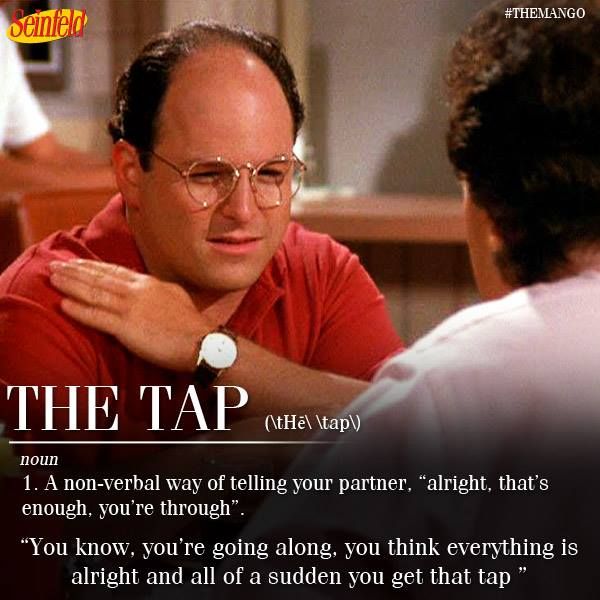 Seinfeld
#THEMANGO
THE TAP (\tHē\ \tap\)
noun
1. A non-verbal way of telling your partner, “alright, that’s
enough, you’re through”.
“You know, you’re going along, you think everything is
alright and all of a sudden you get that tap ”